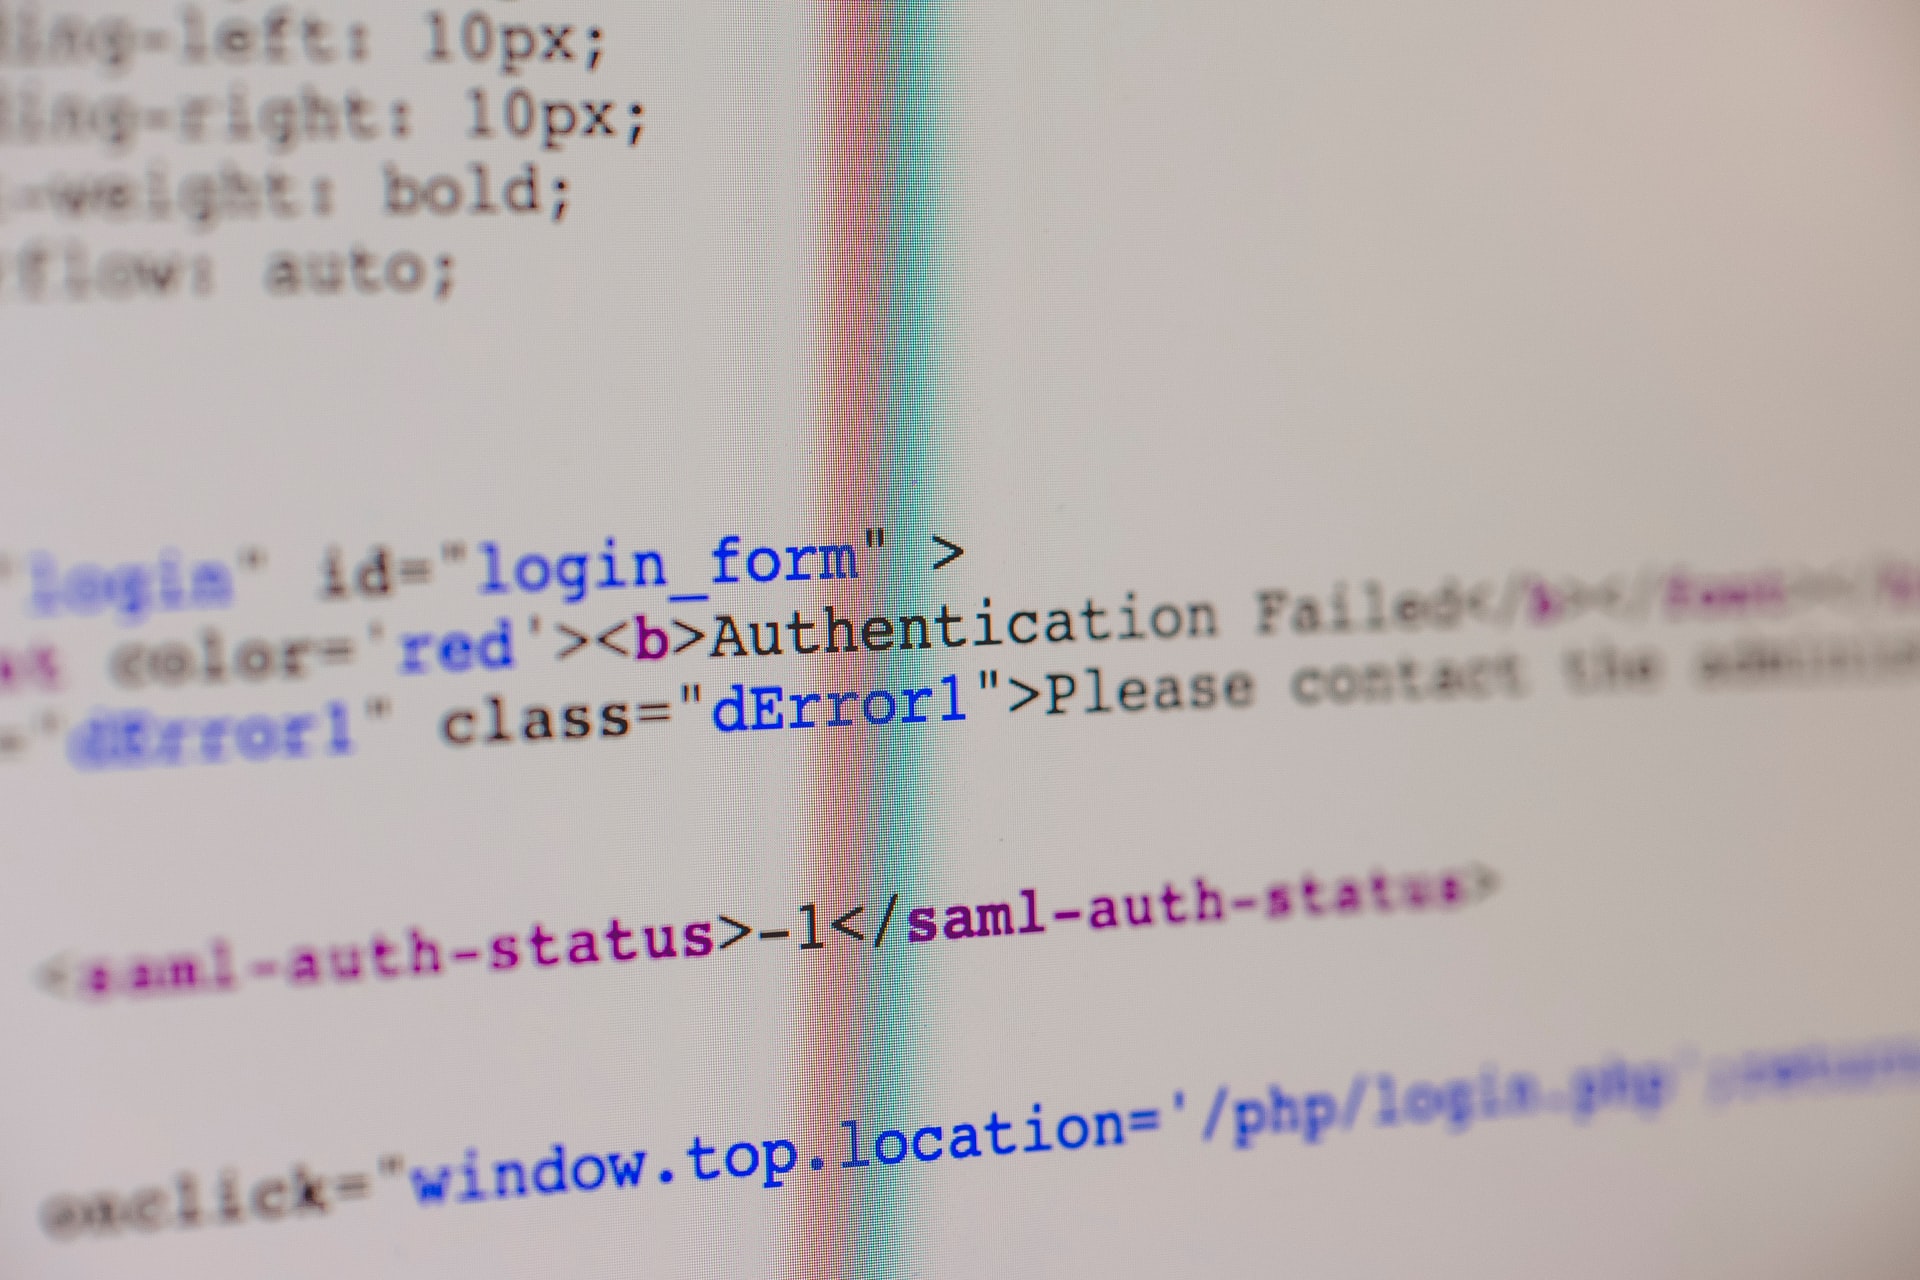 ing-left: 10px;
ing-right: 10px;
-weight: bold;
flow: auto;
"login" id="login_form" >
color='red'><b>Authentication Failed</b></font></
="dError1" class="dError1">Please contact the
<saml-auth-status>-1</saml-auth-status>
onclick="window.top.location='/php/login.php'